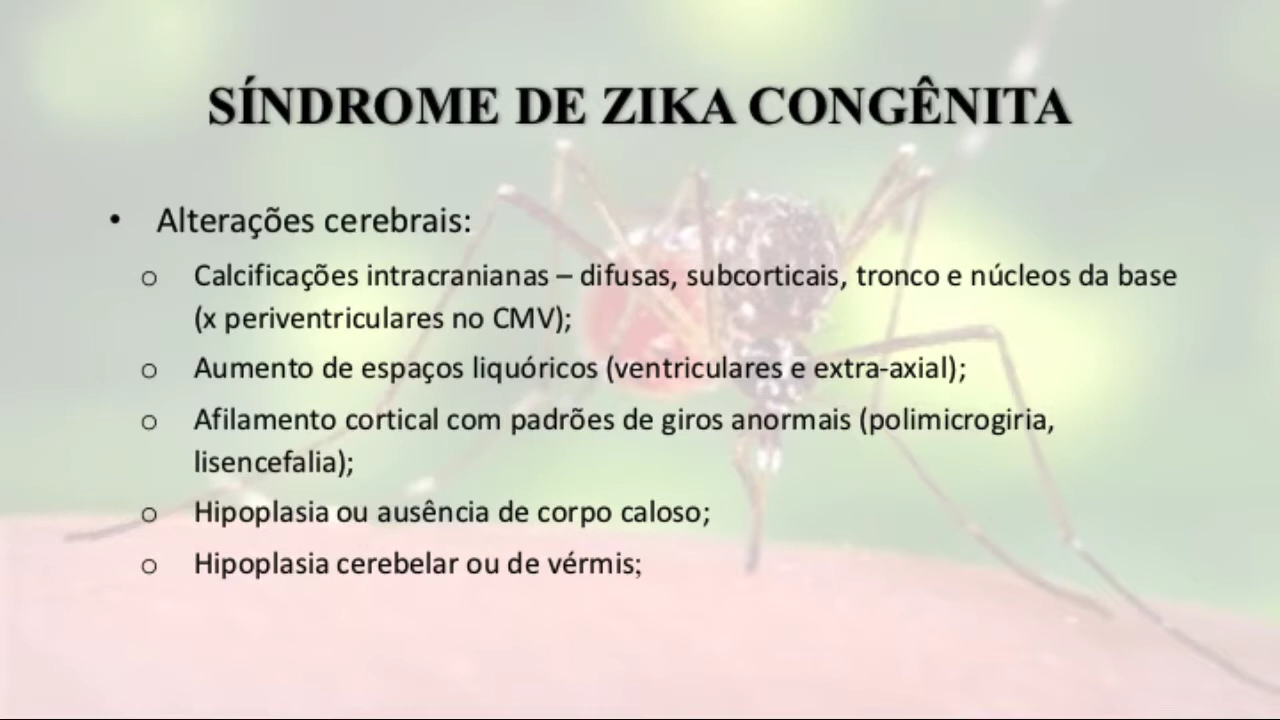 SÍNDROME DE ZIKA CONGÊNITA
• Alterações cerebrais:
o Calcificações intracranianas – difusas, subcorticais, tronco e núcleos da base
(x periventriculares no CMV);
o Aumento de espaços liquóricos (ventriculares e extra-axial);
o Afilamento cortical com padrões de giros anormais (polimicrogiria,
lisencefalia);
o Hipoplasia ou ausência de corpo caloso;
o Hipoplasia cerebelar ou de vérmis;